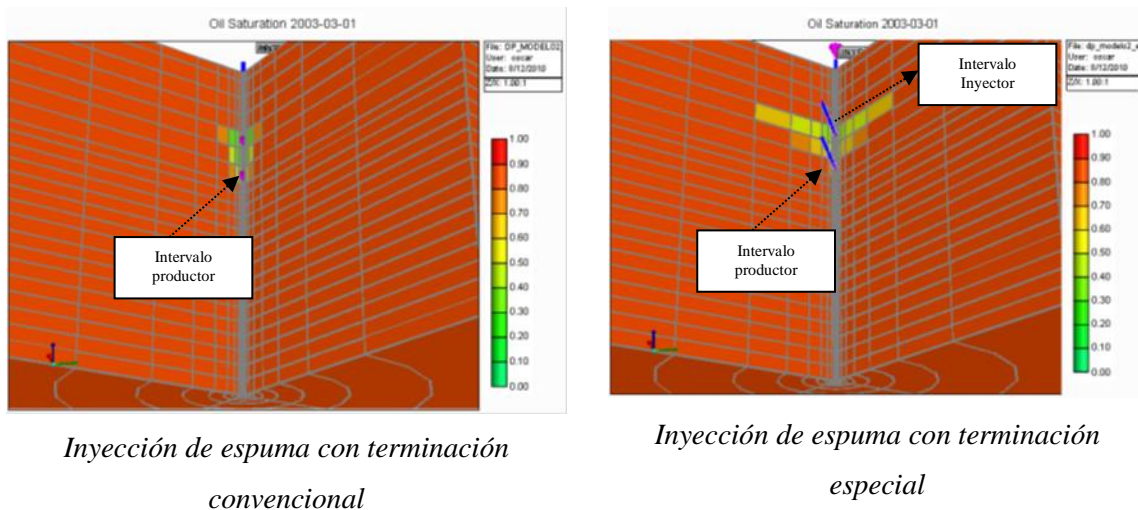 Oil Saturation 2003-03-01
File: DP_MODELO2
User: oscar
Date: 8/12/2010
Z/X: 1.00:1
1.00
0.90
0.80
0.70
0.60
0.50
0.40
0.30
0.20
0.10
0.00
Intervalo
productor
Inyección de espuma con terminación
convencional
Oil Saturation 2003-03-01
File: dp_modelo2_e
User: oscar
Date: 8/12/2010
Z/X: 1.00:1
Intervalo
Inyector
1.00
0.90
0.80
0.70
0.60
0.50
0.40
0.30
0.20
0.10
0.00
Intervalo
productor
Inyección de espuma con terminación
especial